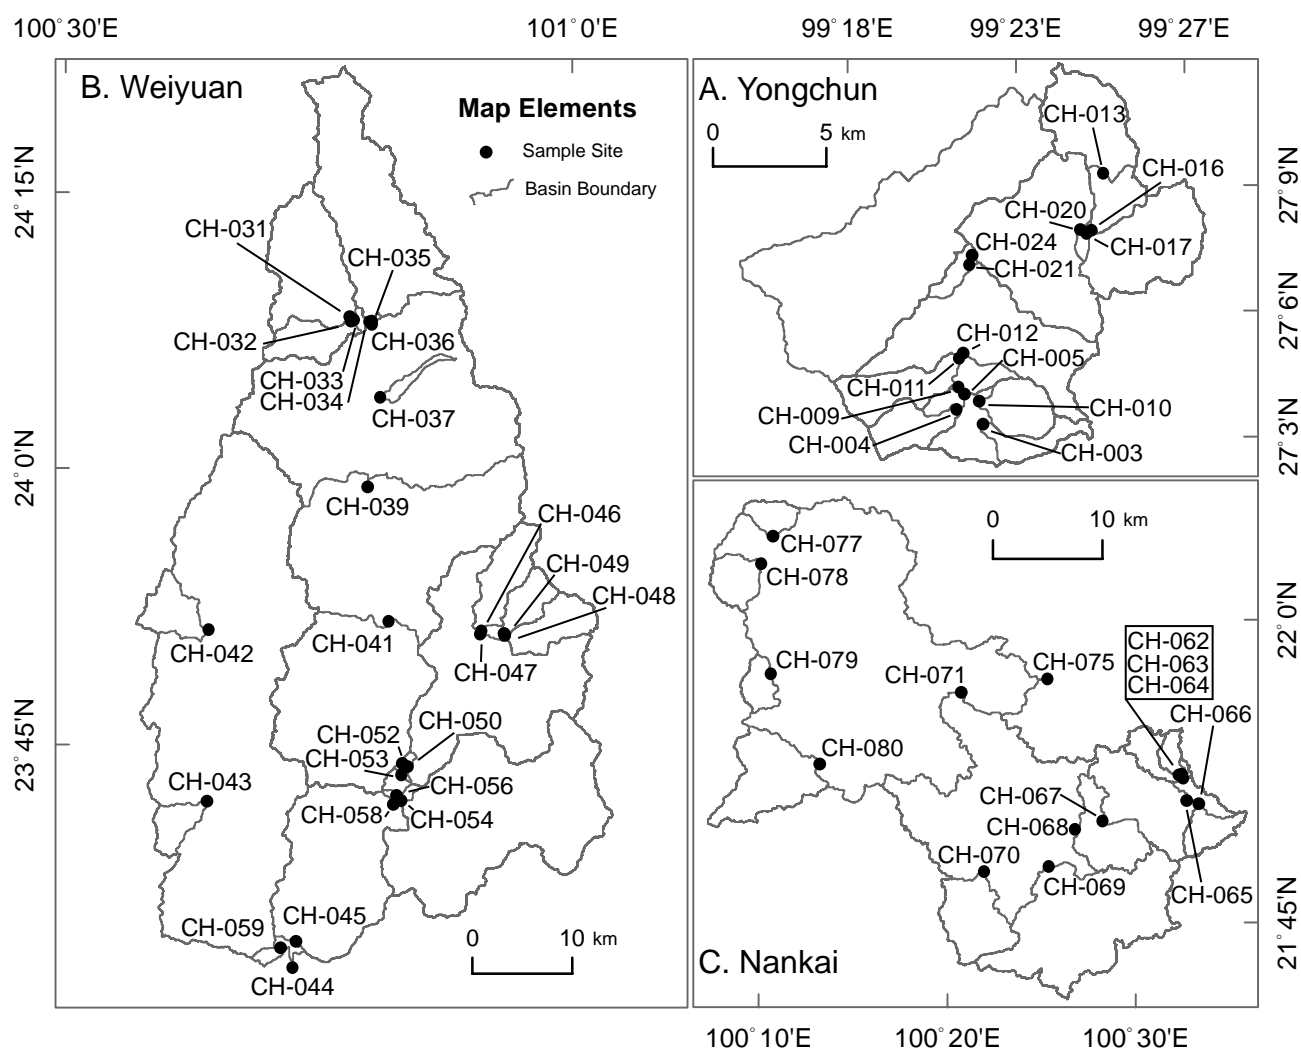 100°30'E
101°0'E
99°18'E
99°23'E
99°27'E
B. Weiyuan
Map Elements
Sample Site
Basin Boundary
24°15'N
24°0'N
23°45'N
CH-031
CH-035
CH-032
CH-036
CH-033
CH-034
CH-037
CH-039
CH-046
CH-049
CH-048
CH-041
CH-042
CH-047
CH-050
CH-052
CH-053
CH-043
CH-056
CH-058
CH-054
CH-045
CH-059
CH-044
0 10 km
A. Yongchun
0 5 km
CH-013
CH-016
CH-020
CH-024
CH-017
CH-021
CH-012
CH-005
CH-011
CH-009
CH-010
CH-004
CH-003
27°9'N
27°6'N
27°3'N
0 10 km
CH-077
CH-078
CH-062
CH-063
CH-064
CH-079
CH-071
CH-075
CH-066
CH-080
CH-067
CH-068
CH-070
CH-069
CH-065
C. Nankai
22°0'N
21°45'N
100°10'E
100°20'E
100°30'E